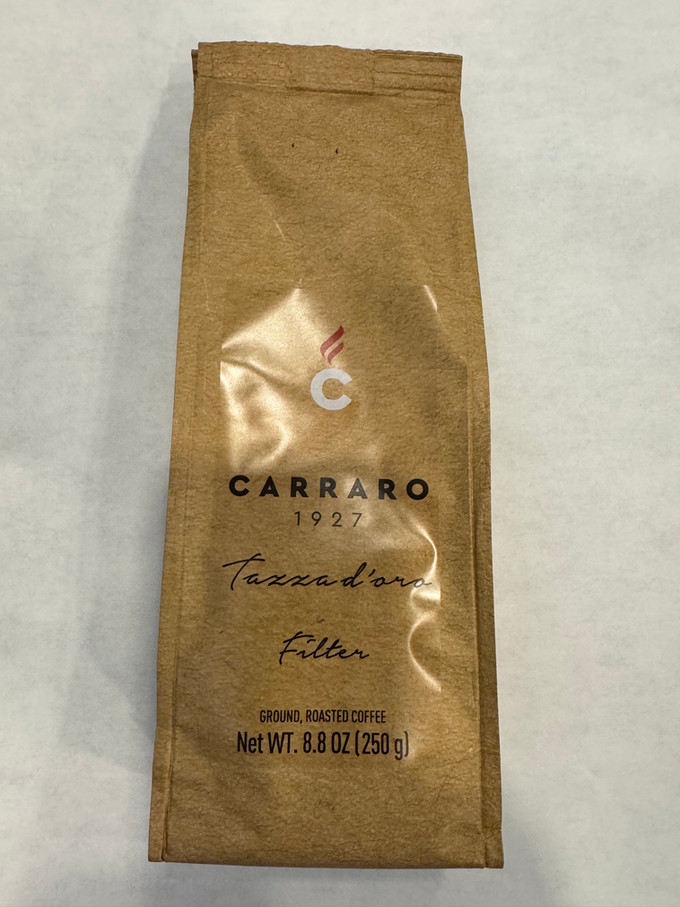 C
CARRARO
1927
Tazza d'oro
Filter
GROUND, ROASTED COFFEE
Net WT. 8.8 OZ (250 g)